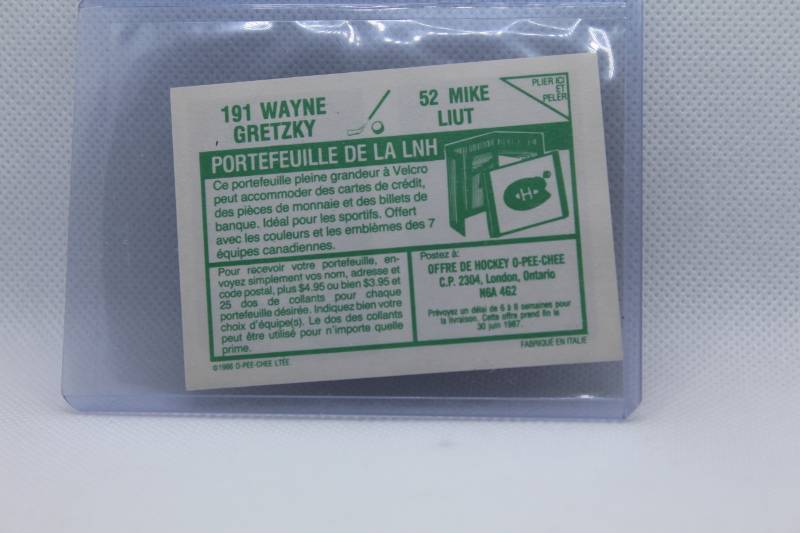 191 WAYNE
GRETZKY
52 MIKE
LIUT
PLIER ICI
ET
PELER
PORTEFEUILLE DE LA LNH
Ce portefeuille pleine grandeur à Velcro
peut accommoder des cartes de crédit,
des pièces de monnaie et des billets de
banque. Idéal pour les sportifs. Offert
avec les couleurs et les emblèmes des 7
équipes canadiennes.
CH
Pour recevoir votre portefeuille, en-
voyez simplement vos nom, adresse et
code postal, plus $4.95 ou bien $3.95 et
25 dos de collants pour chaque
portefeuille désirée. Indiquez bien votre
choix d'équipe(s). Le dos des collants
peut être utilisé pour n'importe quelle
prime.
Postez à:
OFFRE DE HOCKEY O-PEE-CHEE
C.P. 2304, London, Ontario
N6A 4G2
Prévoyez un délai de 6 à 8 semaines pour
la livraison. Cette offre prend fin le
30 juin 1987.
©1986 O-PEE-CHEE LTÉE.
FABRIQUÉ EN ITALIE